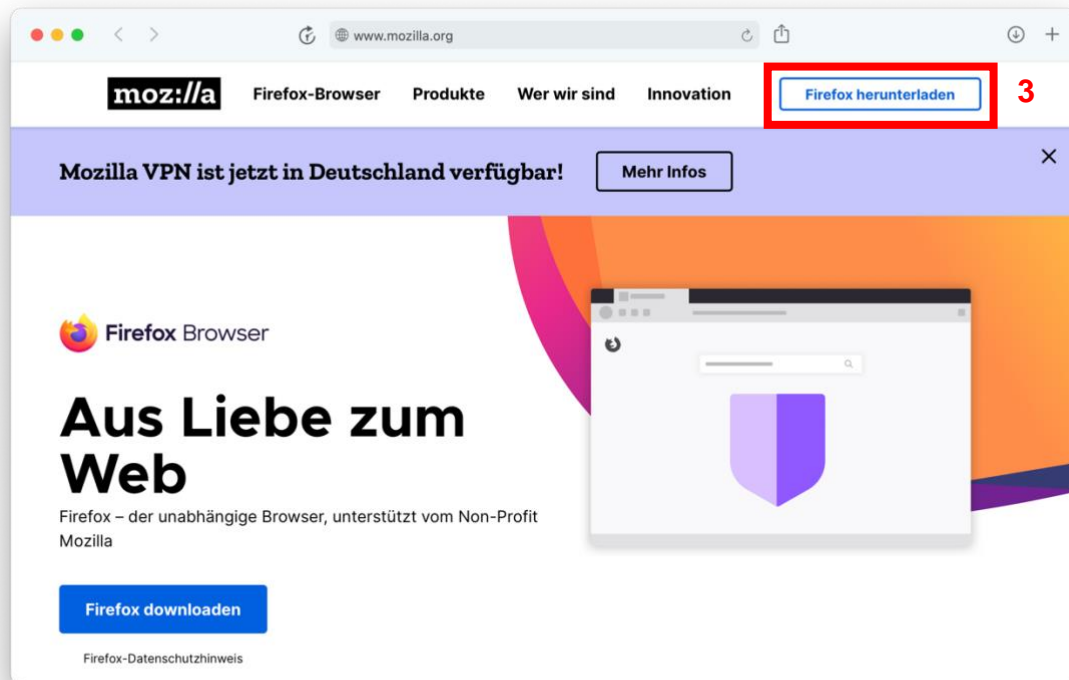 www.mozilla.org
moz://a Firefox-Browser Produkte Wer wir sind Innovation Firefox herunterladen 3
Mozilla VPN ist jetzt in Deutschland verfügbar! Mehr Infos
Firefox Browser
Aus Liebe zum
Web
Firefox – der unabhängige Browser, unterstützt vom Non-Profit
Mozilla
Firefox downloaden
Firefox-Datenschutzhinweis